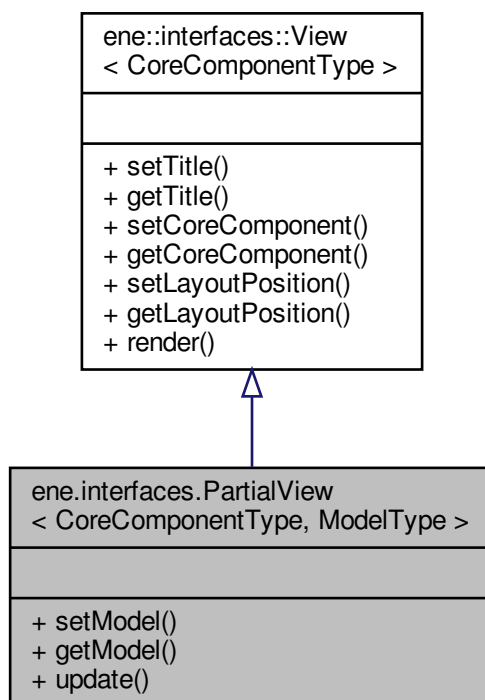 ene::interfaces::View
< CoreComponentType >
+ setTitle()
+ getTitle()
+ setCoreComponent()
+ getCoreComponent()
+ setLayoutPosition()
+ getLayoutPosition()
+ render()
ene.interfaces.PartialView
< CoreComponentType, ModelType >
+ setModel()
+ getModel()
+ update()